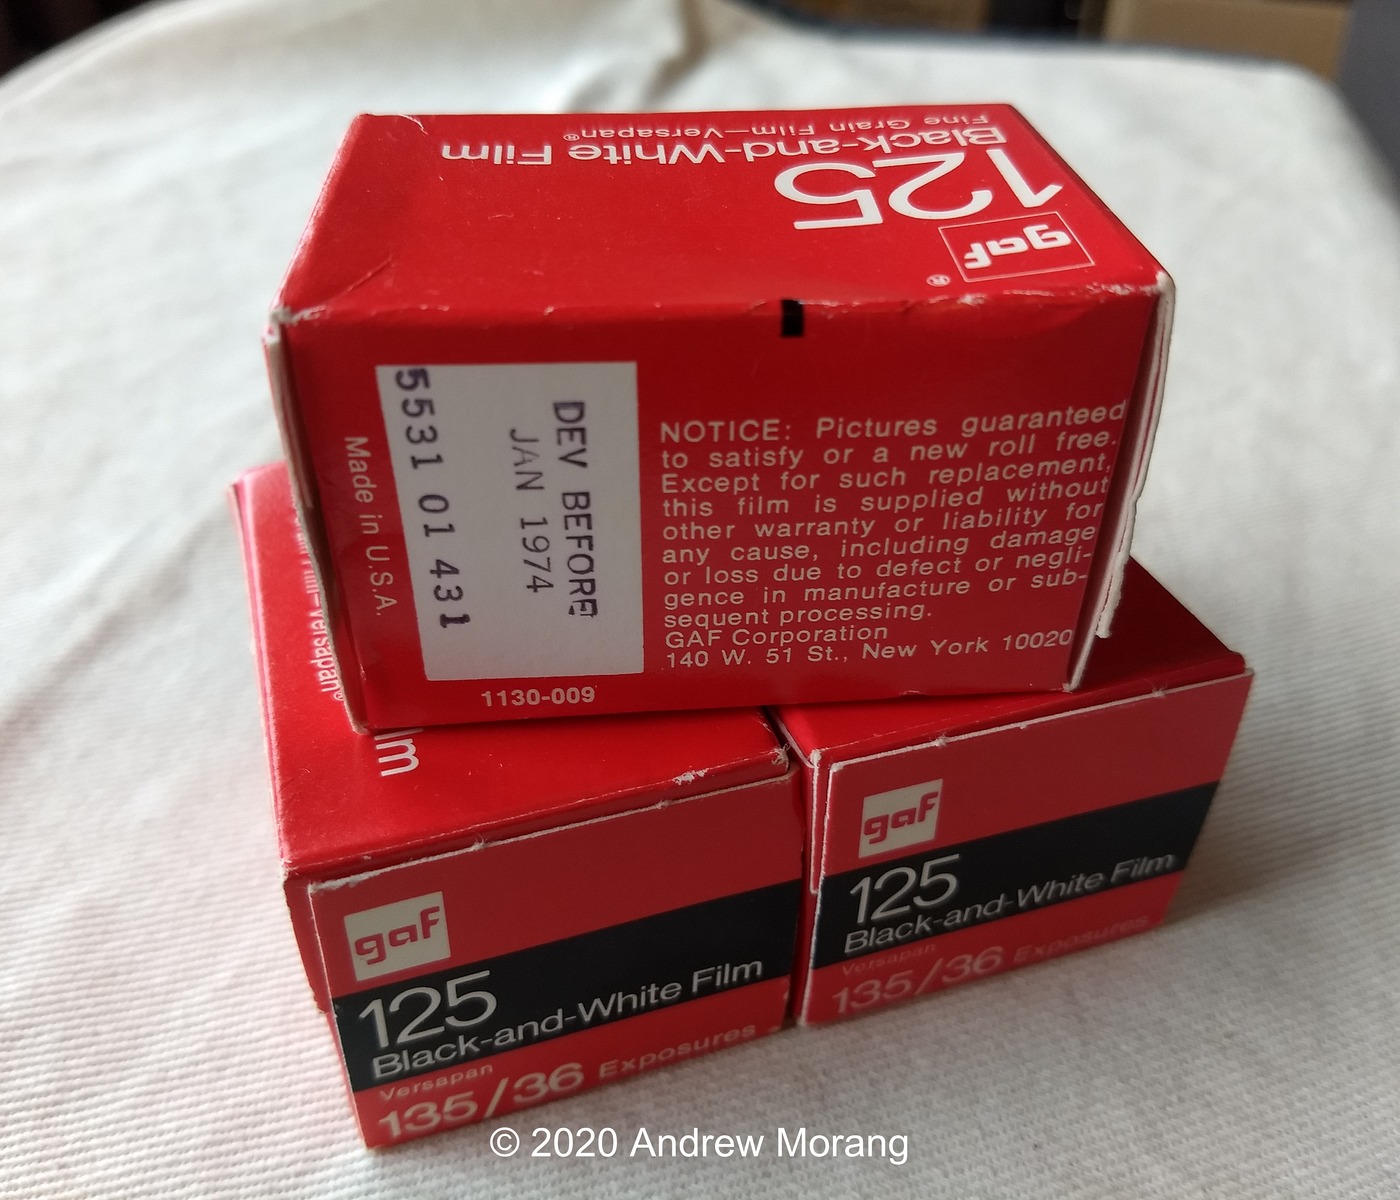 Fine Grain Film—Versapan®
Black-and-White Film
125
gaf
®
5531 01 431
DEV BEFORE
JAN 1974
Made in U.S.A.
1130-009
NOTICE: Pictures guaranteed
to satisfy or a new roll free.
Except for such replacement,
this film is supplied without
other warranty or liability for
any cause, including damage
or loss due to defect or negli-
gence in manufacture or sub-
sequent processing.
GAF Corporation
140 W. 51 St., New York 10020
Versapan®
gaf
125
Black-and-White Film
Versapan
135/36 Exposures
gaf
125
Black-and-White Film
Versapan
135/36 Exposures
© 2020 Andrew Morang